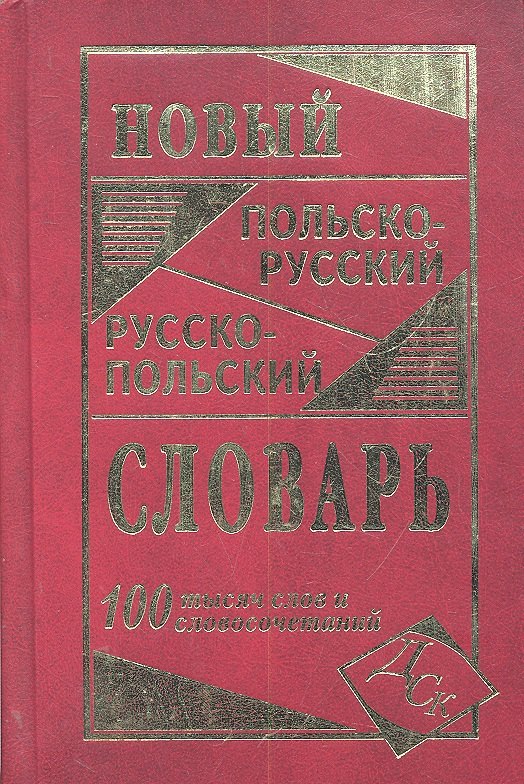 НОВЫЙ
ПОЛЬСКО-
РУССКИЙ
РУССКО-
ПОЛЬСКИЙ
СЛОВАРЬ
100 тысяч слов и
словосочетаний
ДСК